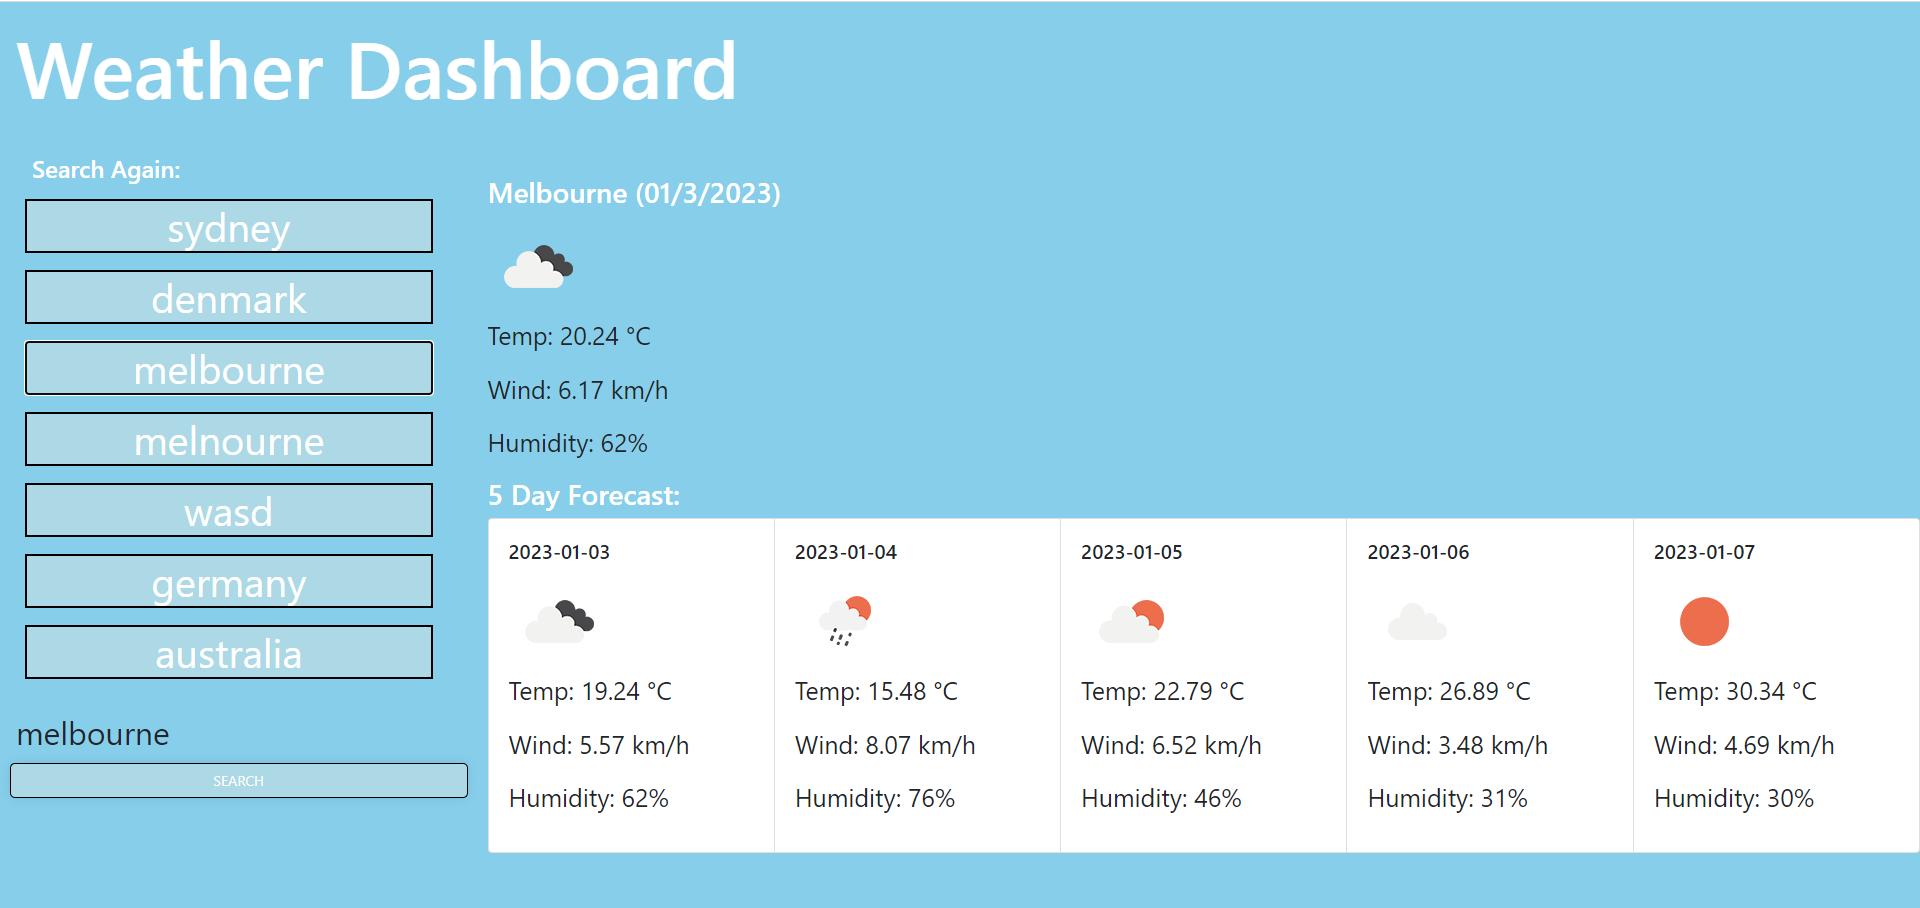 Weather Dashboard
Search Again:
sydney
denmark
melbourne
melnourne
wasd
germany
australia
melbourne
SEARCH
Melbourne (01/3/2023)
Temp: 20.24 °C
Wind: 6.17 km/h
Humidity: 62%
5 Day Forecast:
2023-01-03
Temp: 19.24 °C
Wind: 5.57 km/h
Humidity: 62%
2023-01-04
Temp: 15.48 °C
Wind: 8.07 km/h
Humidity: 76%
2023-01-05
Temp: 22.79 °C
Wind: 6.52 km/h
Humidity: 46%
2023-01-06
Temp: 26.89 °C
Wind: 3.48 km/h
Humidity: 31%
2023-01-07
Temp: 30.34 °C
Wind: 4.69 km/h
Humidity: 30%